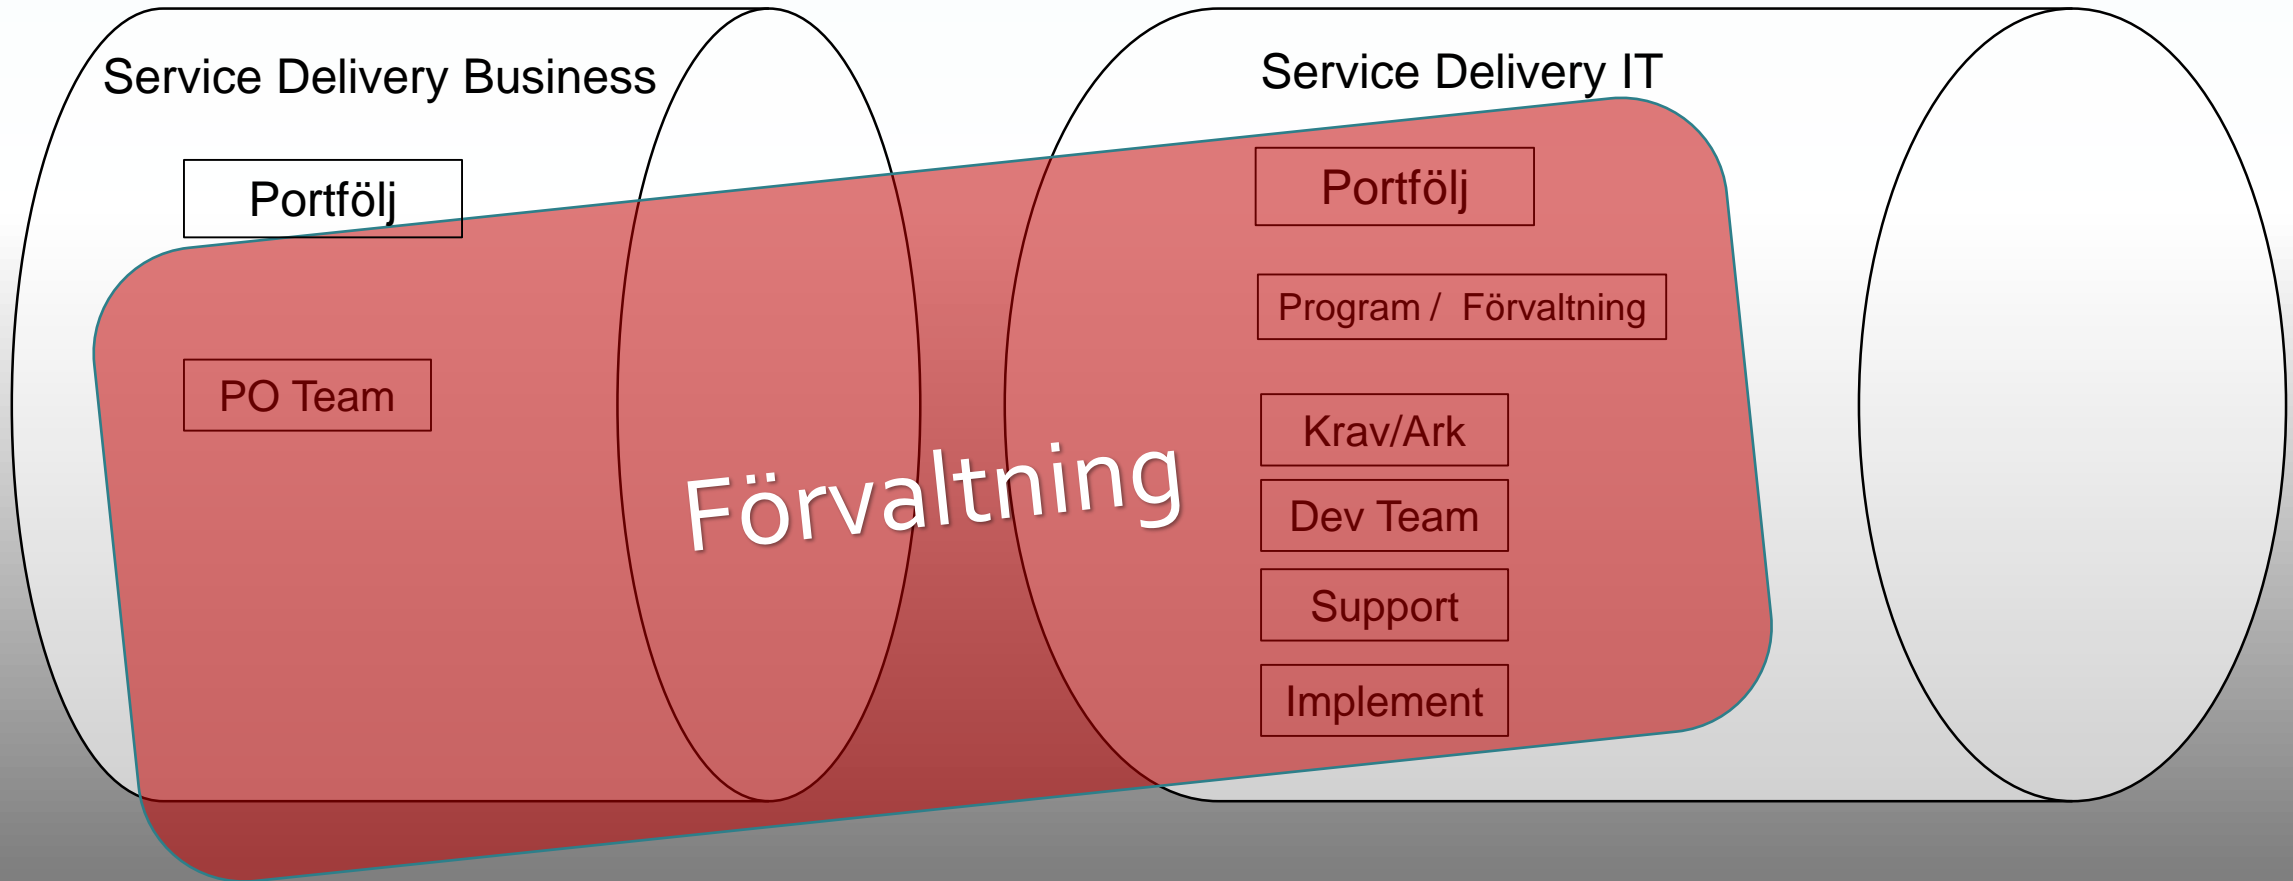 Service Delivery Business
Portfölj
PO Team
Förvaltning
Service Delivery IT
Portfölj
Program /  Förvaltning
Krav/Ark
Dev Team
Support
Implement